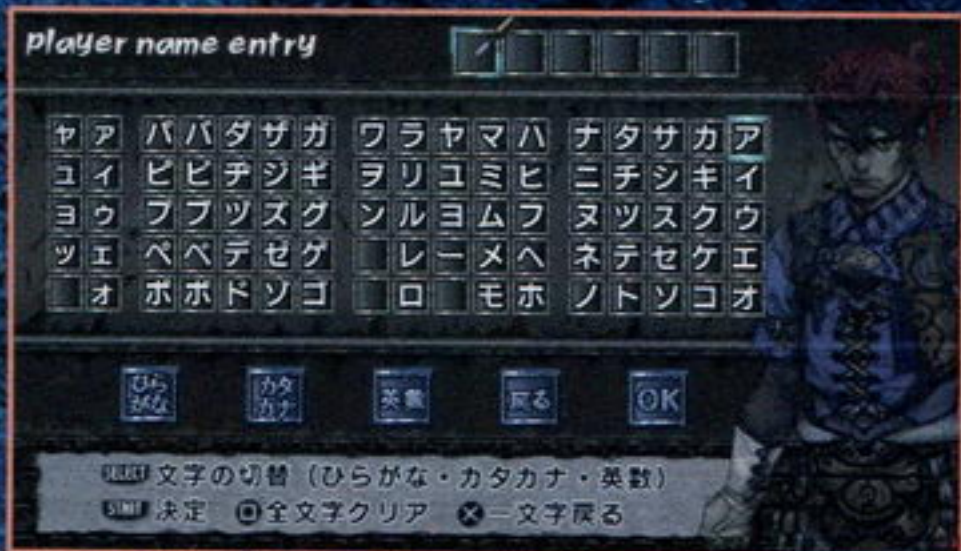 player name entry
ャ ァ パ バ ダ ザ ガ ワ ラ ヤ マ ハ ナ タ サ カ ア
ュ ィ ピ ビ ヂ ジ ギ ヲ リ ユ ミ ヒ ニ チ シ キ イ
ョ ゥ プ ブ ヅ ズ グ ン ル ヨ ム フ ヌ ツ ス ク ウ
ッ ェ ペ ベ デ ゼ ゲ レ ー メ ヘ ネ テ セ ケ エ
ォ ポ ボ ド ゾ ゴ ロ モ ホ ノ ト ソ コ オ
ひら
がな
カタ
カナ
英数
戻る
OK
SELECT 文字の切替(ひらがな・カタカナ・英数)
START 決定 □全文字クリア ×一文字戻る